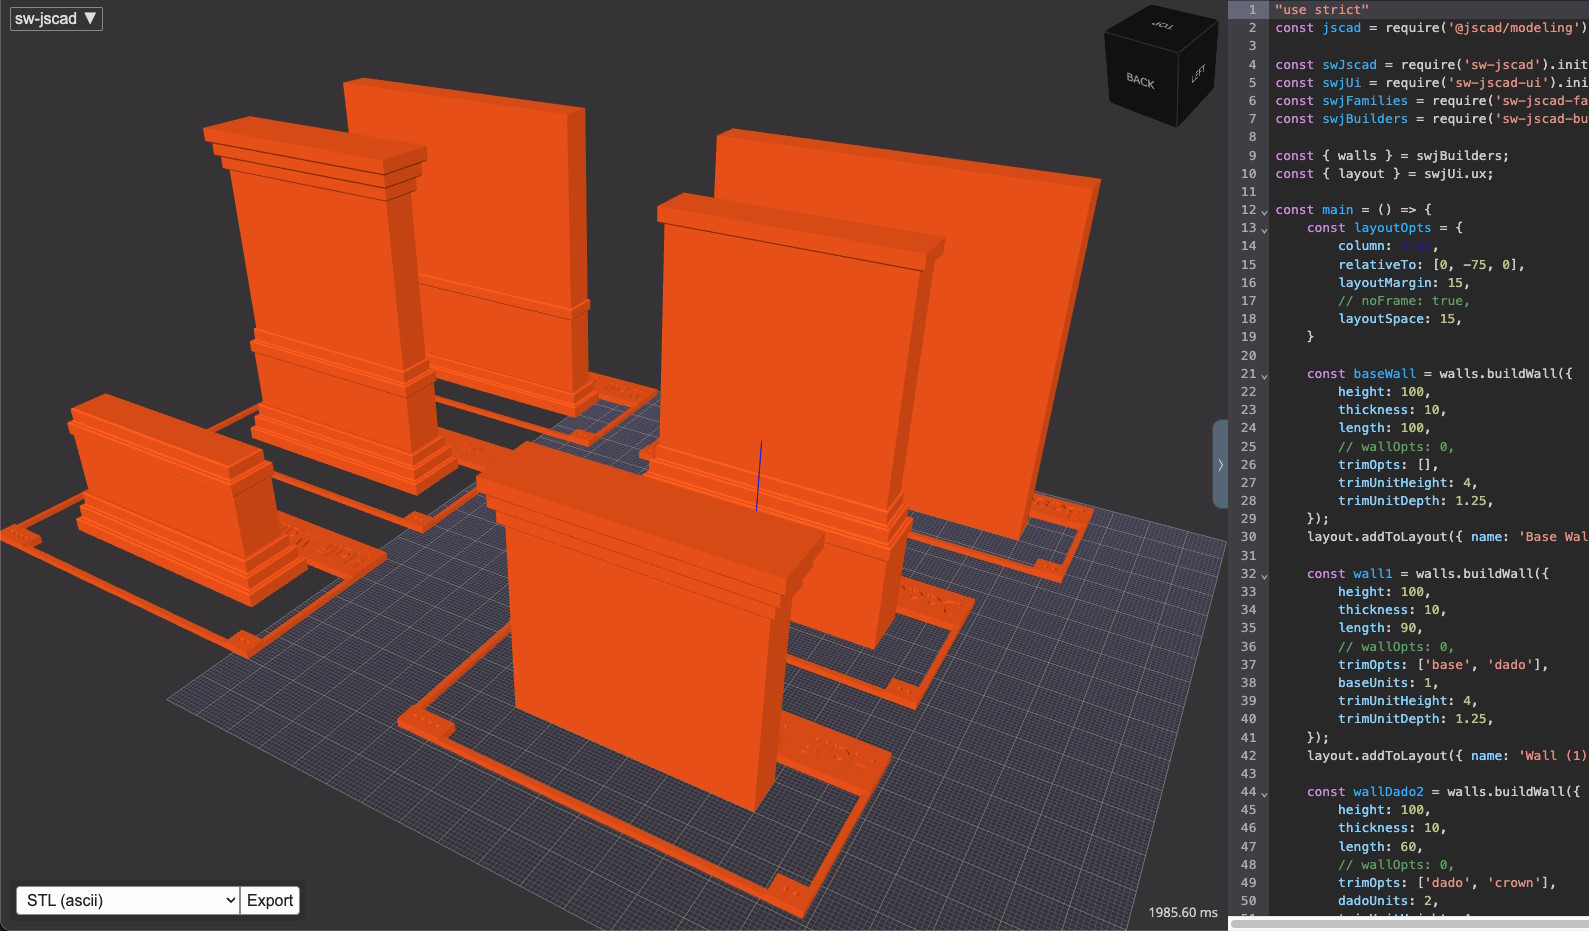 sw-jscad ▼
TOP
BACK
LEFT
STL (ascii)
Export
1985.60 ms
1 "use strict"
2 const jscad = require('@jscad/modeling')
3
4 const swJscad = require('sw-jscad').init
5 const swjUi = require('sw-jscad-ui').ini
6 const swjFamilies = require('sw-jscad-fa
7 const swjBuilders = require('sw-jscad-bu
8
9 const { walls } = swjBuilders;
10 const { layout } = swjUi.ux;
11
12 const main = () => {
13 const layoutOpts = {
14 column: true,
15 relativeTo: [0, -75, 0],
16 layoutMargin: 15,
17 // noFrame: true,
18 layoutSpace: 15,
19 }
20
21 const baseWall = walls.buildWall({
22 height: 100,
23 thickness: 10,
24 length: 100,
25 // wallOpts: 0,
26 trimOpts: [],
27 trimUnitHeight: 4,
28 trimUnitDepth: 1.25,
29 });
30 layout.addToLayout({ name: 'Base Wal
31
32 const wall1 = walls.buildWall({
33 height: 100,
34 thickness: 10,
35 length: 90,
36 // wallOpts: 0,
37 trimOpts: ['base', 'dado'],
38 baseUnits: 1,
39 trimUnitHeight: 4,
40 trimUnitDepth: 1.25,
41 });
42 layout.addToLayout({ name: 'Wall (1)
43
44 const wallDado2 = walls.buildWall({
45 height: 100,
46 thickness: 10,
47 length: 60,
48 // wallOpts: 0,
49 trimOpts: ['dado', 'crown'],
50 dadoUnits: 2,